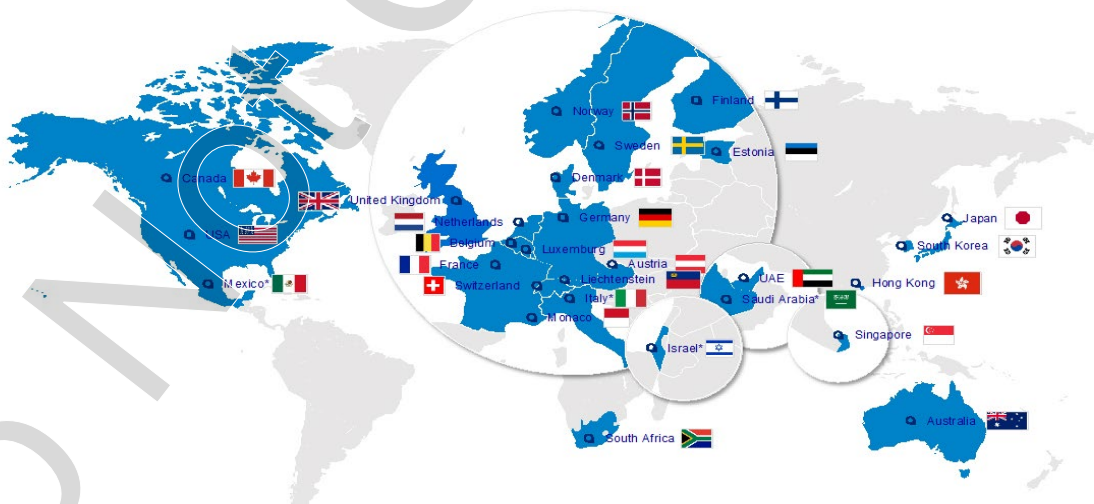 Finland
Norway
Sweden
Estonia
Denmark
Canada
United Kingdom
Germany
Netherlands
Japan
USA
Belgium
Luxemburg
South Korea
France
Austria
Mexico*
Switzerland
Liechtenstein
UAE
Hong Kong
Italy*
Saudi Arabia*
Monaco
Singapore
Israel*
Australia
South Africa